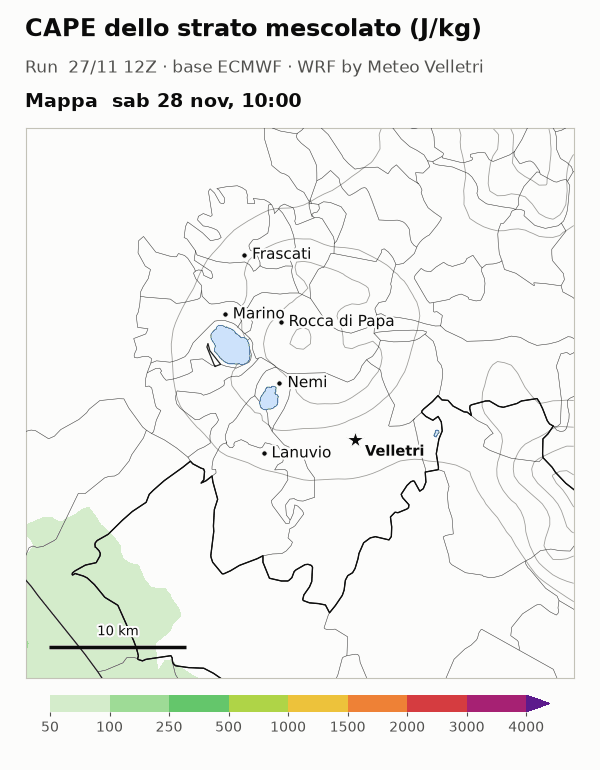 CAPE dello strato mescolato (J/kg)
Run  27/11 12Z · base ECMWF · WRF by Meteo Velletri
Mappa  sab 28 nov, 10:00
Frascati
Marino
Rocca di Papa
Nemi
Velletri
Lanuvio
10 km
50 100 250 500 1000 1500 2000 3000 4000